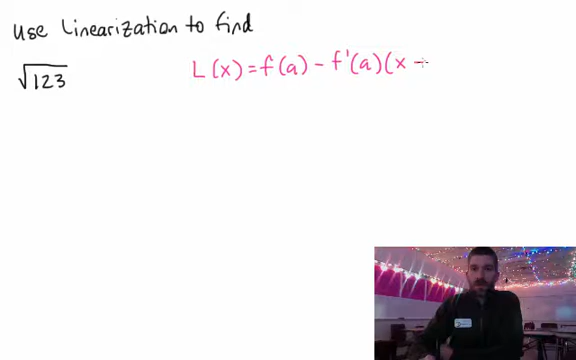 use Linearization to find
√123
L(x)=f(a) - f'(a)(x -